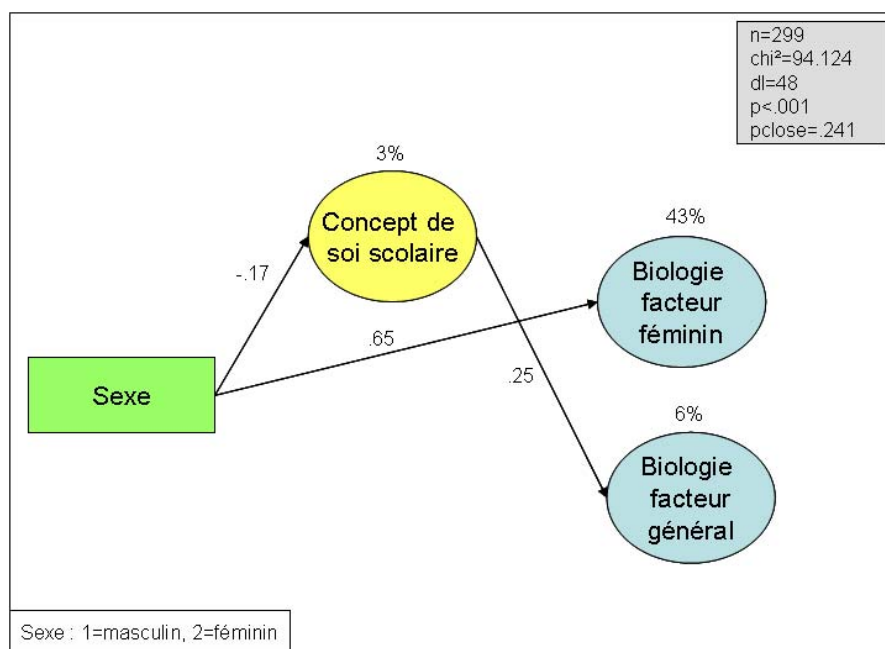 n=299
chi²=94.124
dl=48
p<.001
pclose=.241
3%
Concept de
soi scolaire
43%
Biologie
facteur
féminin
-.17
.65
.25
Sexe
6%
Biologie
facteur
général
Sexe : 1=masculin, 2=féminin